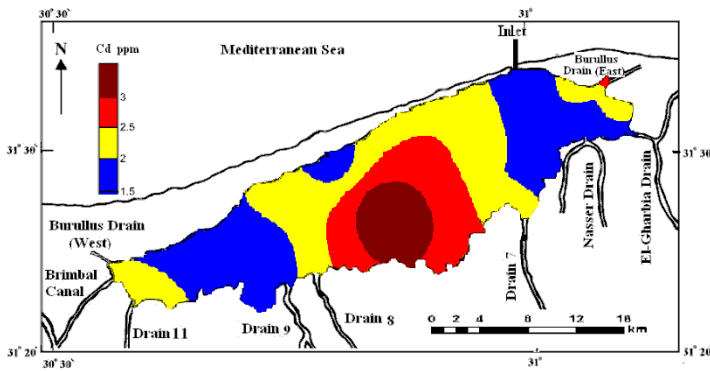 30° 30'
31°
Cd ppm
N
Mediterranean Sea
Inlet
Burullus
Drain (East)
3
2.5
2
1.5
31° 30'
31° 30'
Burullus Drain
(West)
Brimbal
Canal
Drain 11
Drain 9
Drain 8
Drain 7
Nasser Drain
El-Gharbia Drain
0 2 4 8 12 18
km
31° 20'
31° 20'
30° 30'
31°